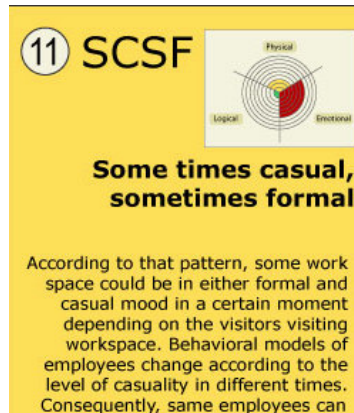 11 SCSF
Physical
Logical
Emotional
Some times casual,
sometimes formal
According to that pattern, some work
space could be in either formal and
casual mood in a certain moment
depending on the visitors visiting
workspace. Behavioral models of
employees change according to the
level of casuality in different times.
Consequently, same employees can